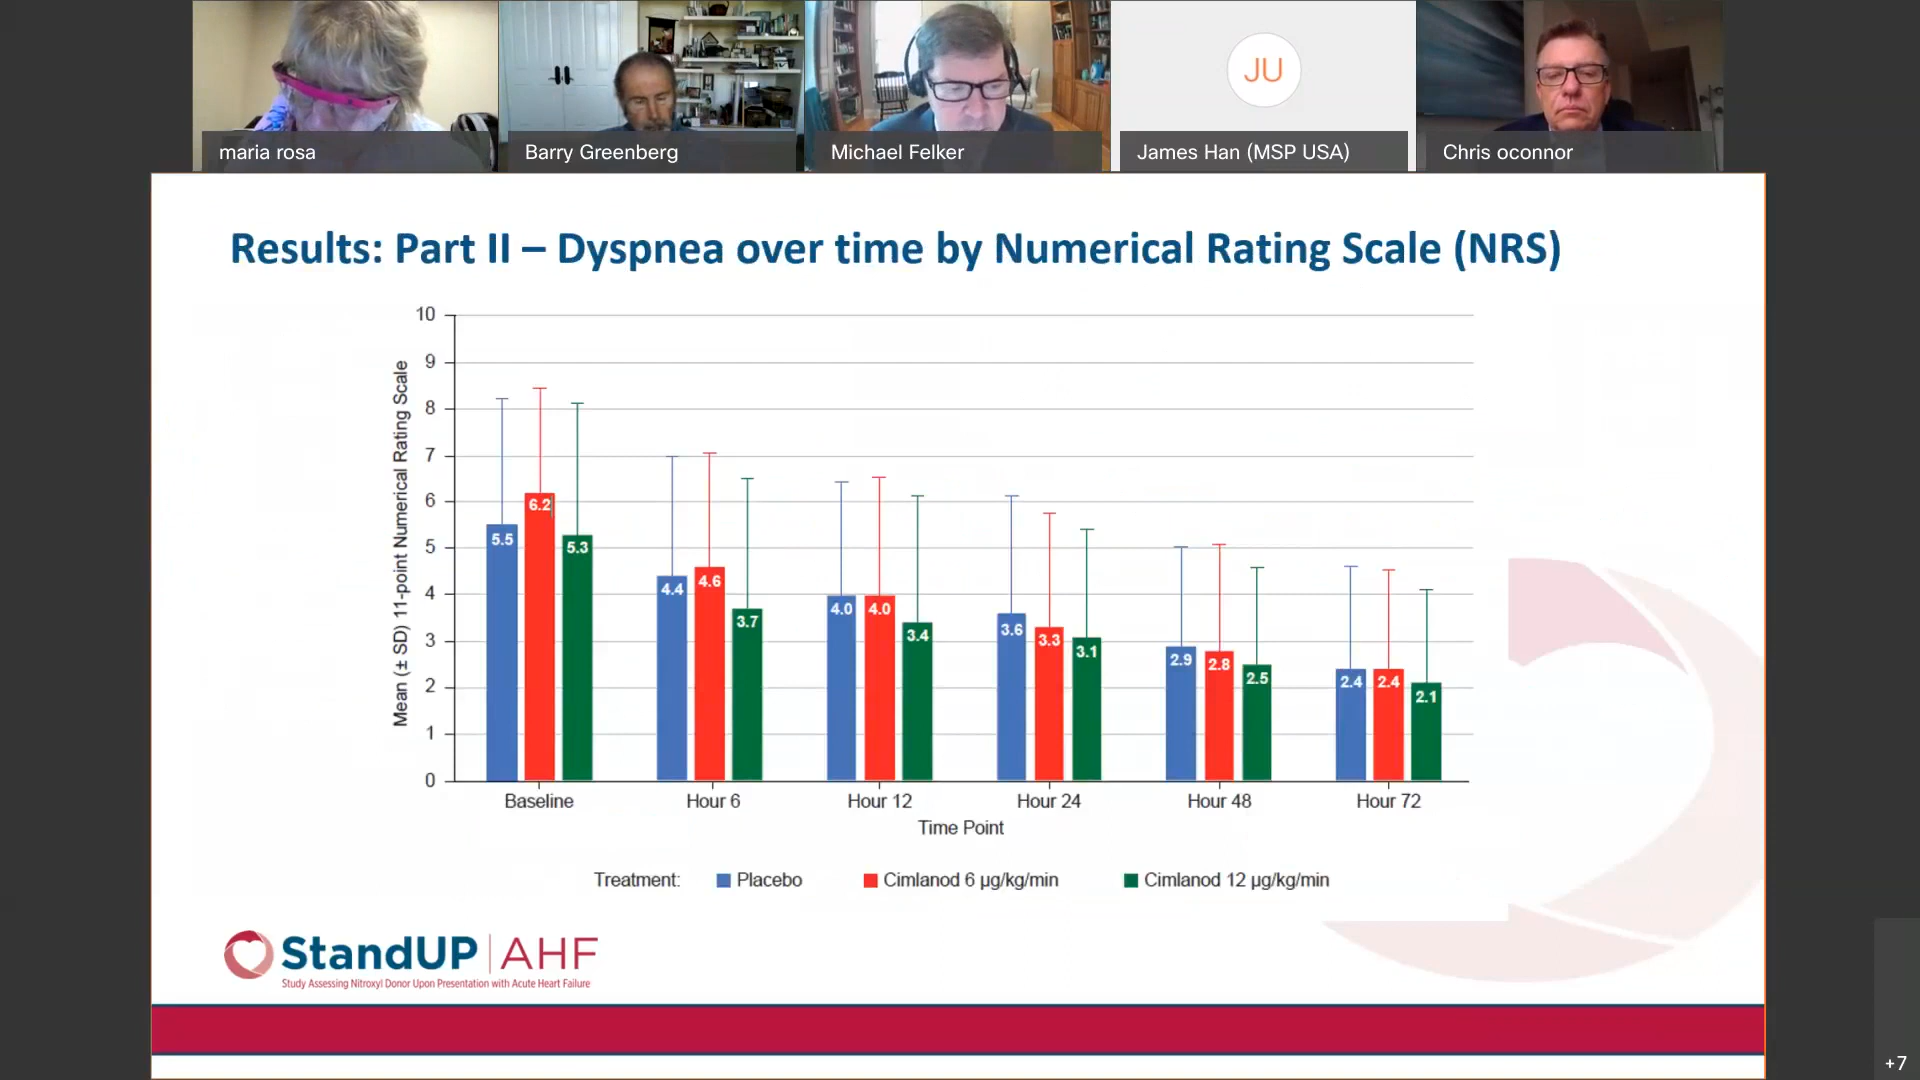 maria rosa
Barry Greenberg
Michael Felker
JU
James Han (MSP USA)
Chris oconnor
Results: Part II – Dyspnea over time by Numerical Rating Scale (NRS)
Mean (± SD) 11-point Numerical Rating Scale
10
9
8
7
6
5
4
3
2
1
0
5.5
6.2
5.3
4.4
4.6
3.7
4.0
4.0
3.4
3.6
3.3
3.1
2.9
2.8
2.5
2.4
2.4
2.1
Baseline
Hour 6
Hour 12
Hour 24
Hour 48
Hour 72
Time Point
Treatment:
Placebo
Cimlanod 6 µg/kg/min
Cimlanod 12 µg/kg/min
StandUP | AHF
Study Assessing Nitroxyl Donor Upon Presentation with Acute Heart Failure
+7